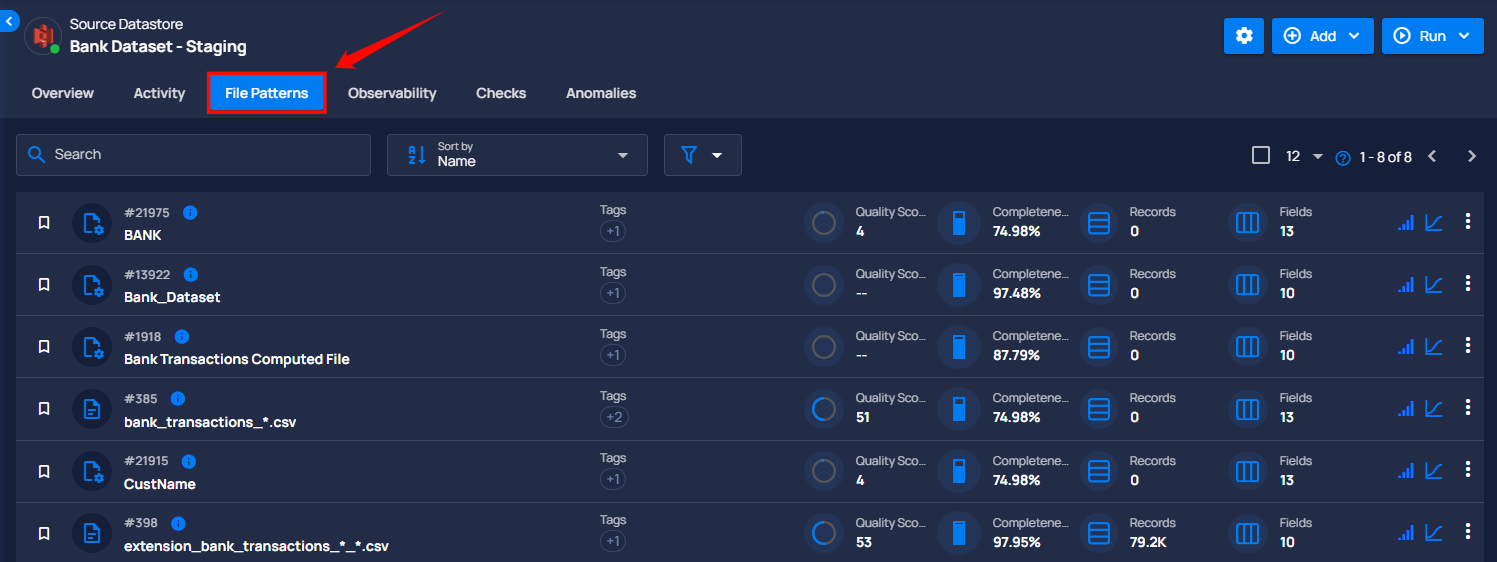 Source Datastore
Bank Dataset - Staging
Add
Run
Overview Activity File Patterns Observability Checks Anomalies
Search
Sort by
Name
12 1 - 8 of 8
#21975 Tags Quality Sco... Completene... Records Fields
BANK +1 4 74.98% 0 13
#13922 Tags Quality Sco... Completene... Records Fields
Bank_Dataset +1 -- 97.48% 0 10
#1918 Tags Quality Sco... Completene... Records Fields
Bank Transactions Computed File +1 -- 87.79% 0 10
#385 Tags Quality Sco... Completene... Records Fields
bank_transactions_*.csv +2 51 74.98% 0 13
#21915 Tags Quality Sco... Completene... Records Fields
CustName +1 4 74.98% 0 13
#398 Tags Quality Sco... Completene... Records Fields
extension_bank_transactions_*_*.csv +1 53 97.95% 79.2K 10